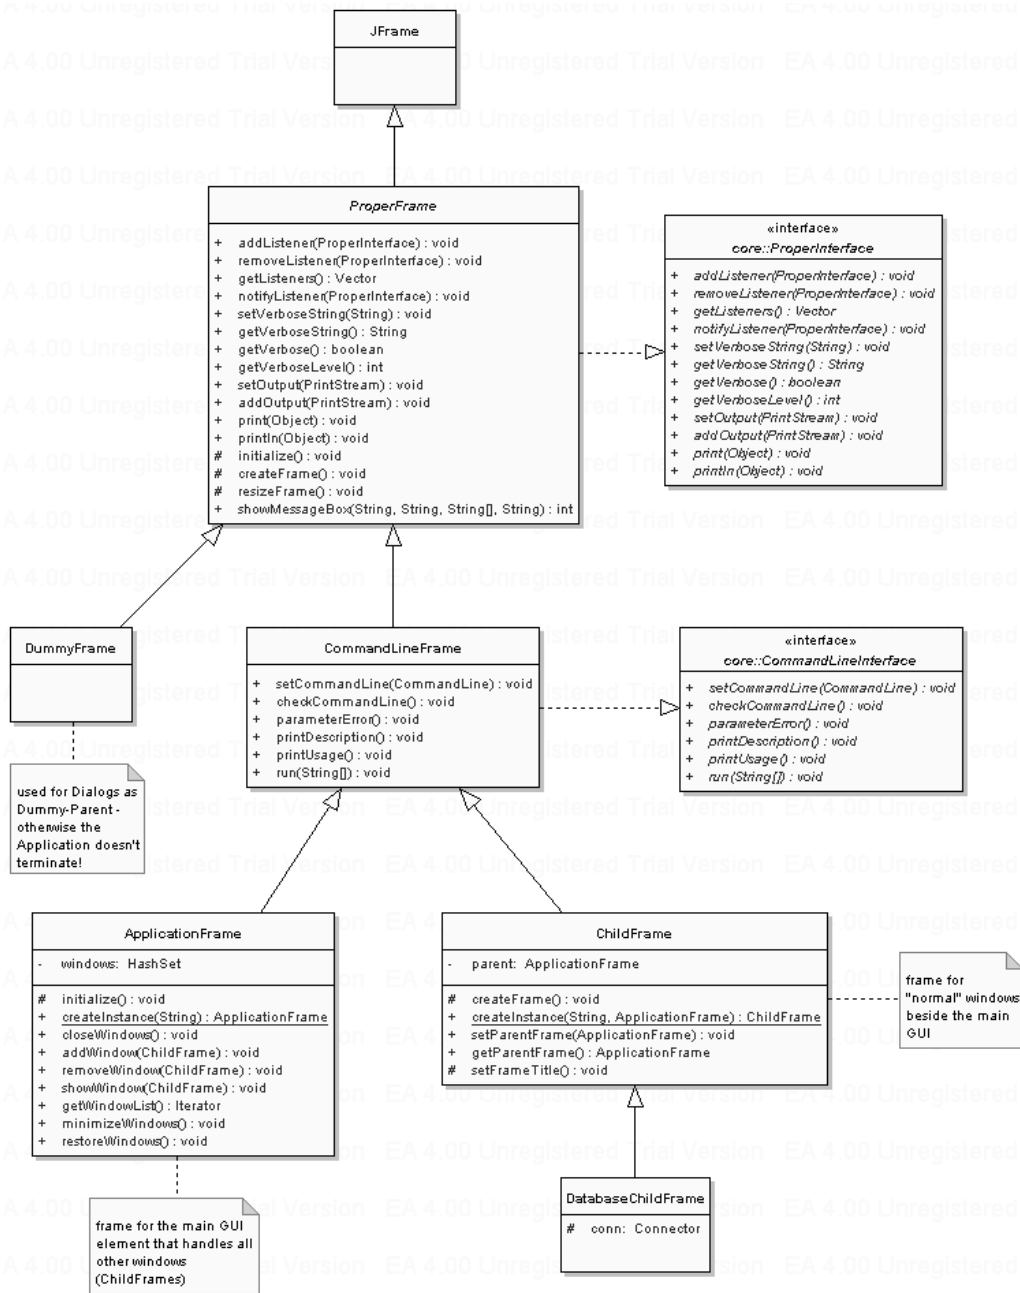 JFrame
ProperFrame
+ addListener(ProperInterface) : void
+ removeListener(ProperInterface) : void
+ getListeners() : Vector
+ notifyListener(ProperInterface) : void
+ setVerboseString(String) : void
+ getVerboseString() : String
+ getVerbose() : boolean
+ getVerboseLevel() : int
+ setOutput(PrintStream) : void
+ addOutput(PrintStream) : void
+ print(Object) : void
+ println(Object) : void
# initialize() : void
# createFrame() : void
# resizeFrame() : void
+ showMessageBox(String, String, String[], String) : int
«interface»
core::ProperInterface
+ addListener(ProperInterface) : void
+ removeListener(ProperInterface) : void
+ getListeners() : Vector
+ notifyListener(ProperInterface) : void
+ setVerboseString(String) : void
+ getVerboseString() : String
+ getVerbose() : boolean
+ getVerboseLevel() : int
+ setOutput(PrintStream) : void
+ addOutput(PrintStream) : void
+ print(Object) : void
+ println(Object) : void
DummyFrame
used for Dialogs as
Dummy-Parent -
otherwise the
Application doesn't
terminate!
CommandLineFrame
+ setCommandLine(CommandLine) : void
+ checkCommandLine() : void
+ parameterError() : void
+ printDescription() : void
+ printUsage() : void
+ run(String[]) : void
«interface»
core::CommandLineInterface
+ setCommandLine(CommandLine) : void
+ checkCommandLine() : void
+ parameterError() : void
+ printDescription() : void
+ printUsage() : void
+ run(String[]) : void
ApplicationFrame
- windows: HashSet
# initialize() : void
+ createInstance(String) : ApplicationFrame
+ closeWindows() : void
+ addWindow(ChildFrame) : void
+ removeWindow(ChildFrame) : void
+ showWindow(ChildFrame) : void
+ getWindowList() : Iterator
+ minimizeWindows() : void
+ restoreWindows() : void
frame for the main GUI
element that handles all
other windows
(ChildFrames)
ChildFrame
- parent: ApplicationFrame
# createFrame() : void
+ createInstance(String, ApplicationFrame) : ChildFrame
+ setParentFrame(ApplicationFrame) : void
+ getParentFrame() : ApplicationFrame
# setFrameTitle() : void
frame for
"normal" windows
beside the main
GUI
DatabaseChildFrame
# conn: Connector